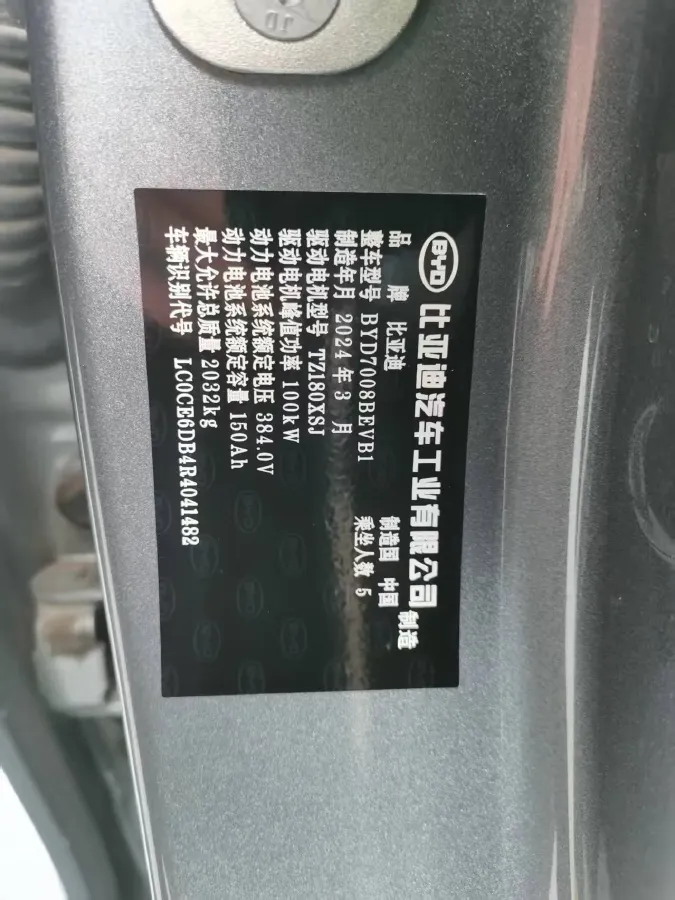 BYD 比亚迪汽车工业有限公司 制造
品 牌 比亚迪 制造国 中国
整车型号 BYD7008BEVB1 乘坐人数 5
制造年月 2024 年 3 月
驱动电机型号 TZ180XSJ
驱动电机峰值功率 100kW
动力电池系统额定电压 384.0V
动力电池系统额定容量 150Ah
最大允许总质量 2032kg
车辆识别代号 LC0CE6DB4R4041482